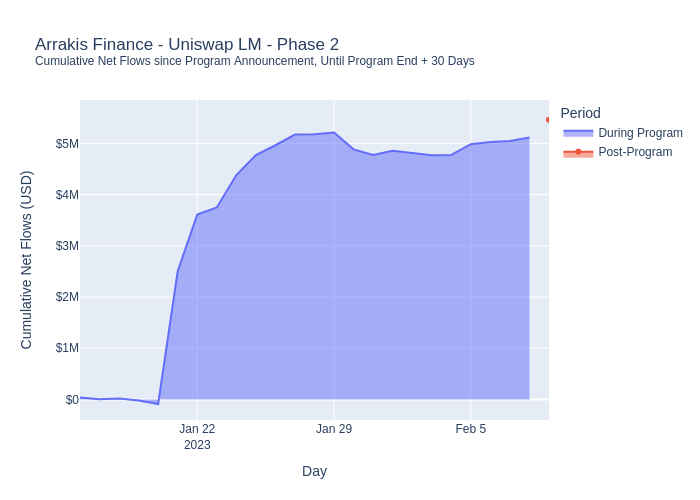 Arrakis Finance - Uniswap LM - Phase 2
Cumulative Net Flows since Program Announcement, Until Program End + 30 Days
Period
During Program
Post-Program
Cumulative Net Flows (USD)
$5M
$4M
$3M
$2M
$1M
$0
Jan 22
2023
Jan 29
Feb 5
Day